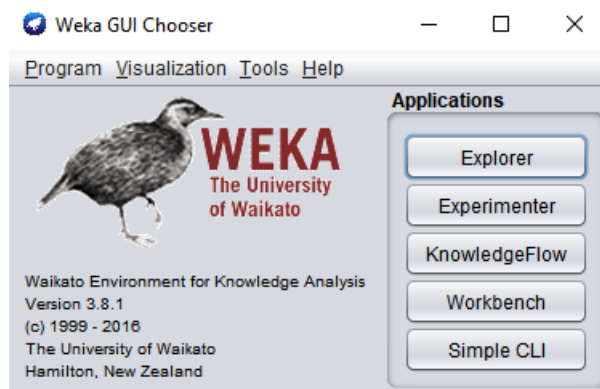 Weka GUI Chooser
Program Visualization Tools Help
Applications
WEKA
The University
of Waikato
Explorer
Experimenter
KnowledgeFlow
Workbench
Simple CLI
Waikato Environment for Knowledge Analysis
Version 3.8.1
(c) 1999 - 2016
The University of Waikato
Hamilton, New Zealand